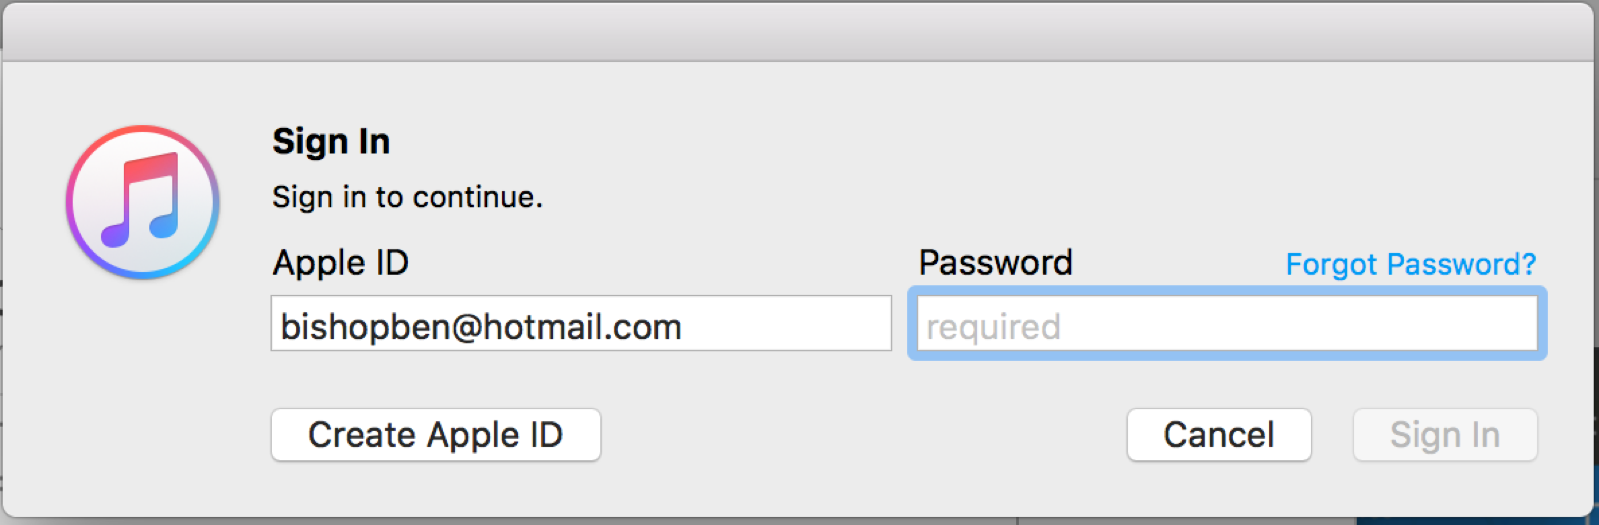 Sign In
Sign in to continue.
Apple ID
Password Forgot Password?
bishopben@hotmail.com
required
Create Apple ID
Cancel
Sign In